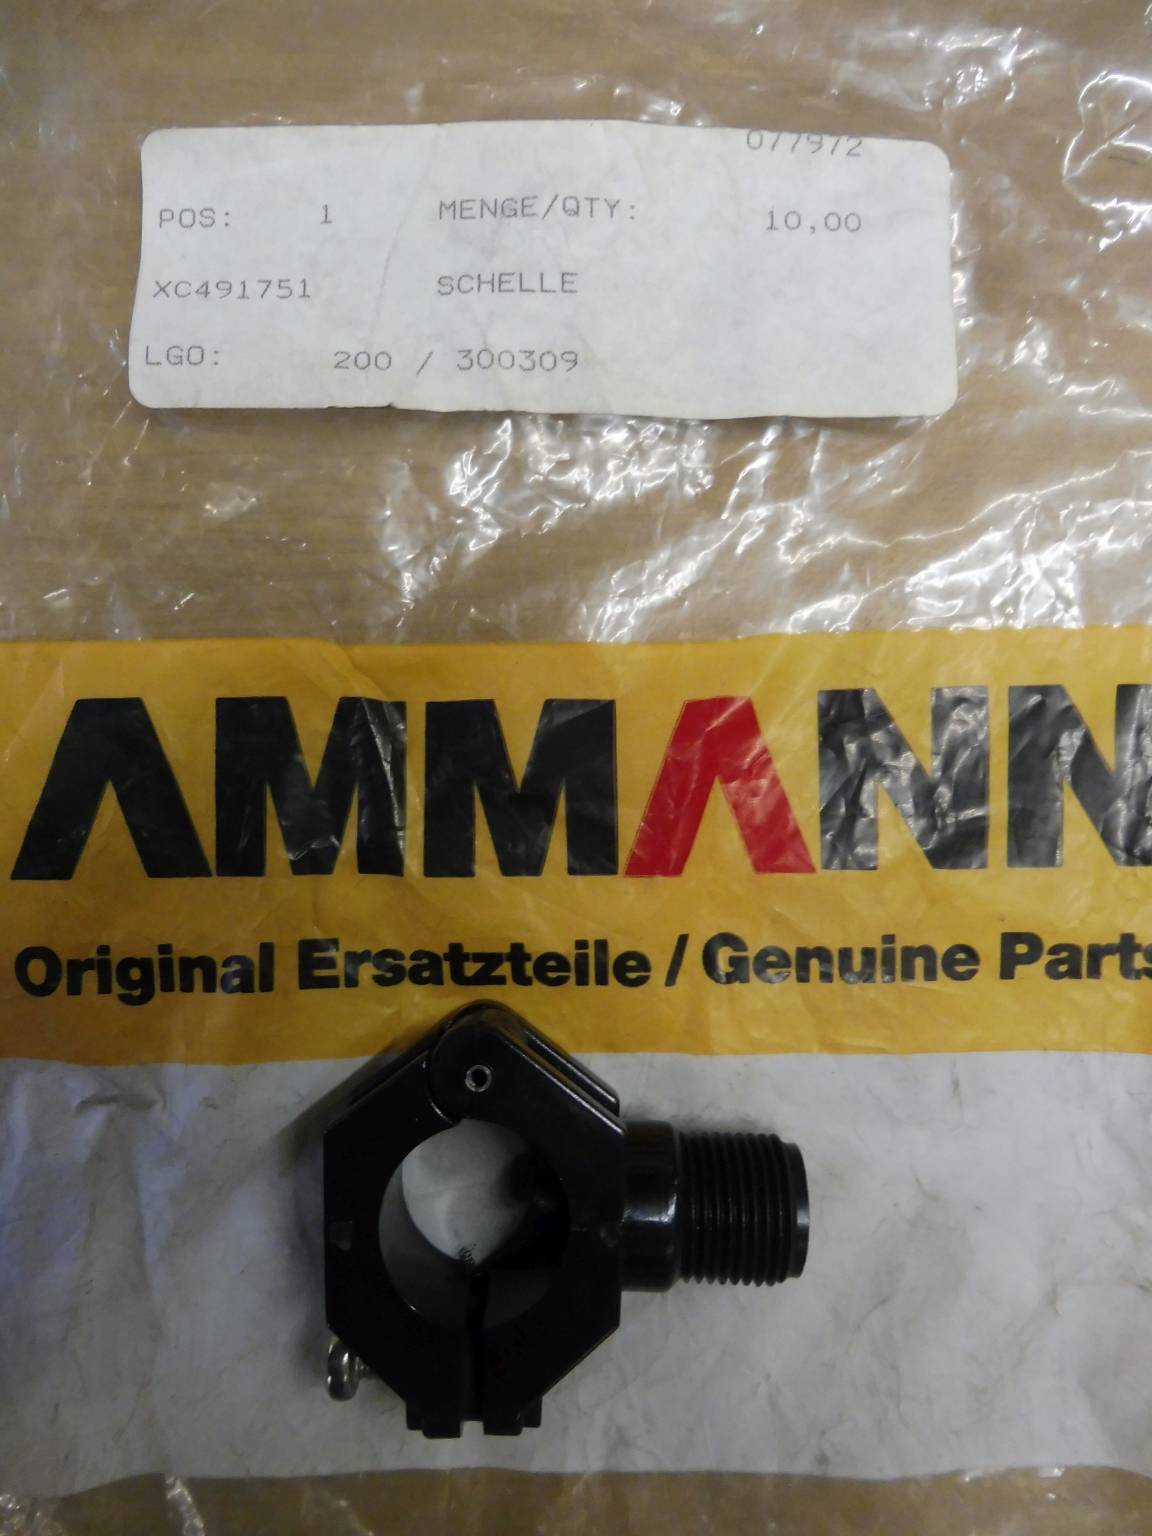 077972
POS: 1 MENGE/QTY: 10,00
XC491751 SCHELLE
LGO: 200 / 300309
AMMANN
Original Ersatzteile / Genuine Parts